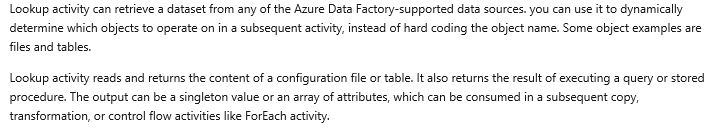 Lookup activity can retrieve a dataset from any of the Azure Data Factory-supported data sources. you can use it to dynamically
determine which objects to operate on in a subsequent activity, instead of hard coding the object name. Some object examples are
files and tables.
Lookup activity reads and returns the content of a configuration file or table. It also returns the result of executing a query or stored
procedure. The output can be a singleton value or an array of attributes, which can be consumed in a subsequent copy,
transformation, or control flow activities like ForEach activity.